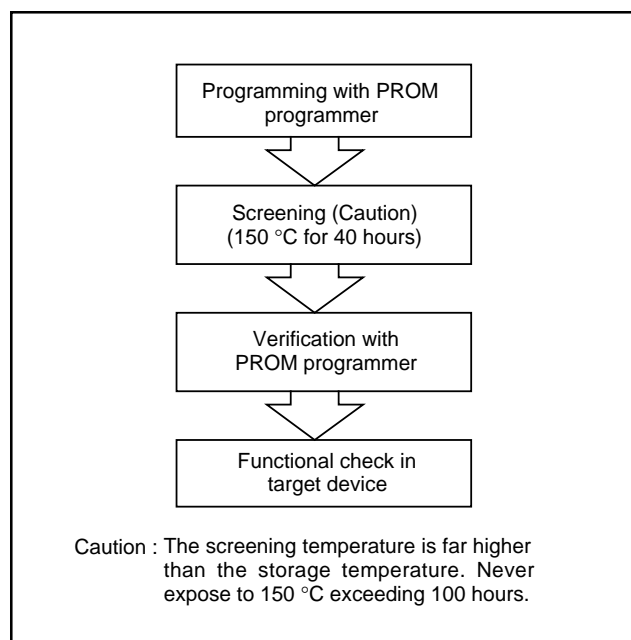 Programming with PROM
programmer
Screening (Caution)
(150 °C for 40 hours)
Verification with
PROM programmer
Functional check in
target device
Caution : The screening temperature is far higher
than the storage temperature. Never
expose to 150 °C exceeding 100 hours.